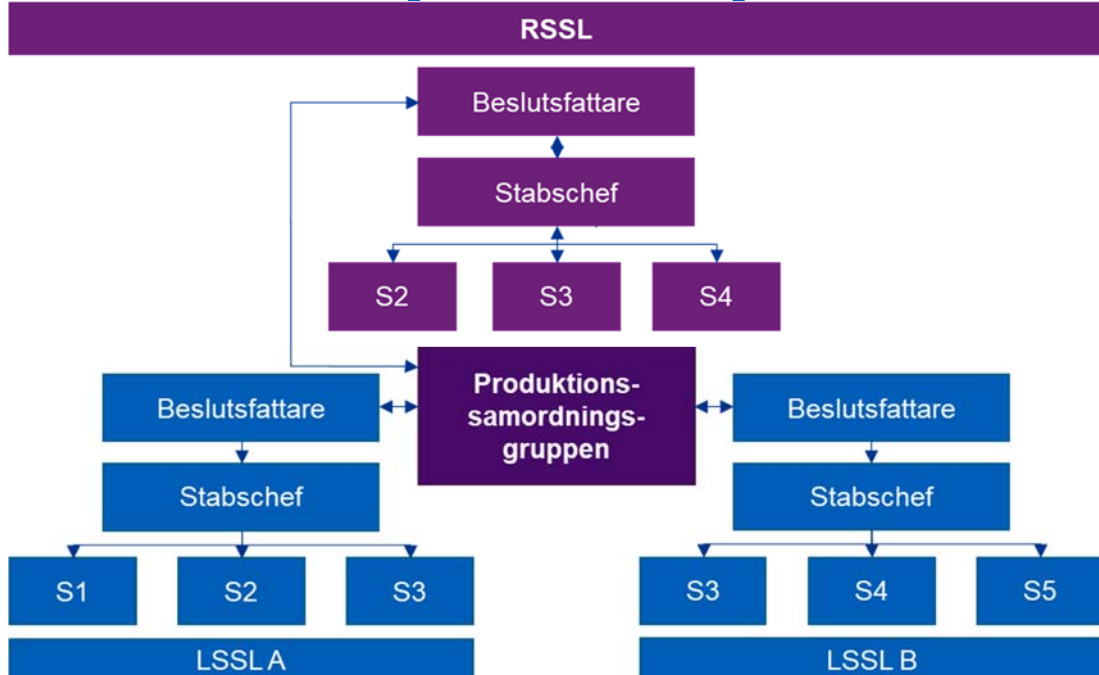 RSSL
Beslutsfattare
Stabschef
S2
S3
S4
Produktions-
samordnings-
gruppen
Beslutsfattare
Stabschef
S1
S2
S3
LSSL A
Beslutsfattare
Stabschef
S3
S4
S5
LSSL B